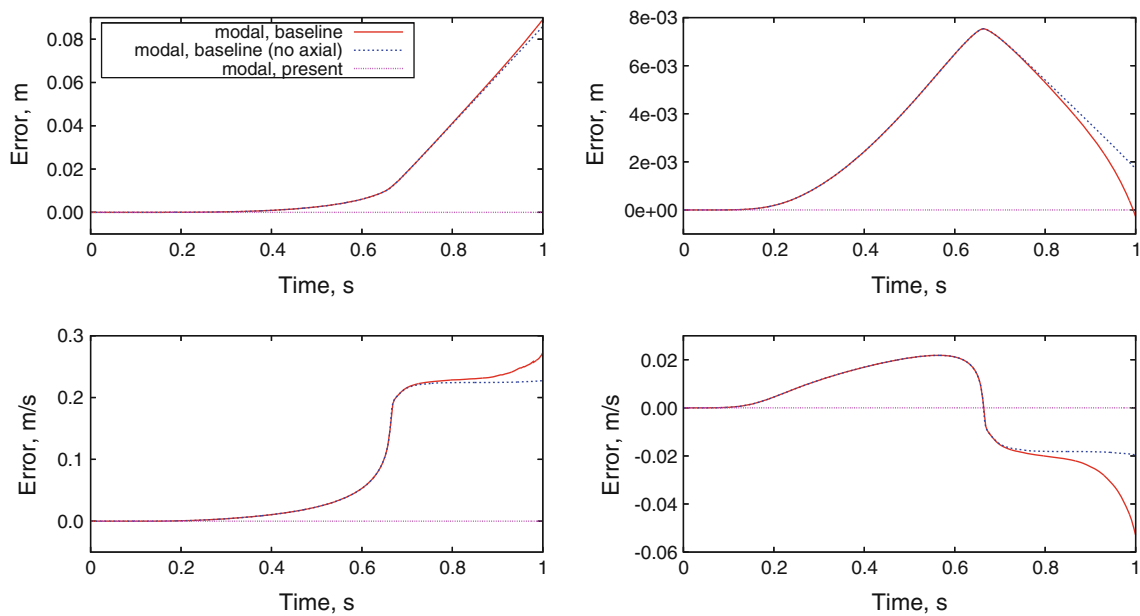 Error, m
0.08
0.06
0.04
0.02
0.00
modal, baseline
modal, baseline (no axial)
modal, present
0 0.2 0.4 0.6 0.8 1
Time, s
Error, m
8e-03
6e-03
4e-03
2e-03
0e+00
0 0.2 0.4 0.6 0.8 1
Time, s
Error, m/s
0.3
0.2
0.1
0.0
0 0.2 0.4 0.6 0.8 1
Time, s
Error, m/s
0.02
0.00
-0.02
-0.04
-0.06
0 0.2 0.4 0.6 0.8 1
Time, s